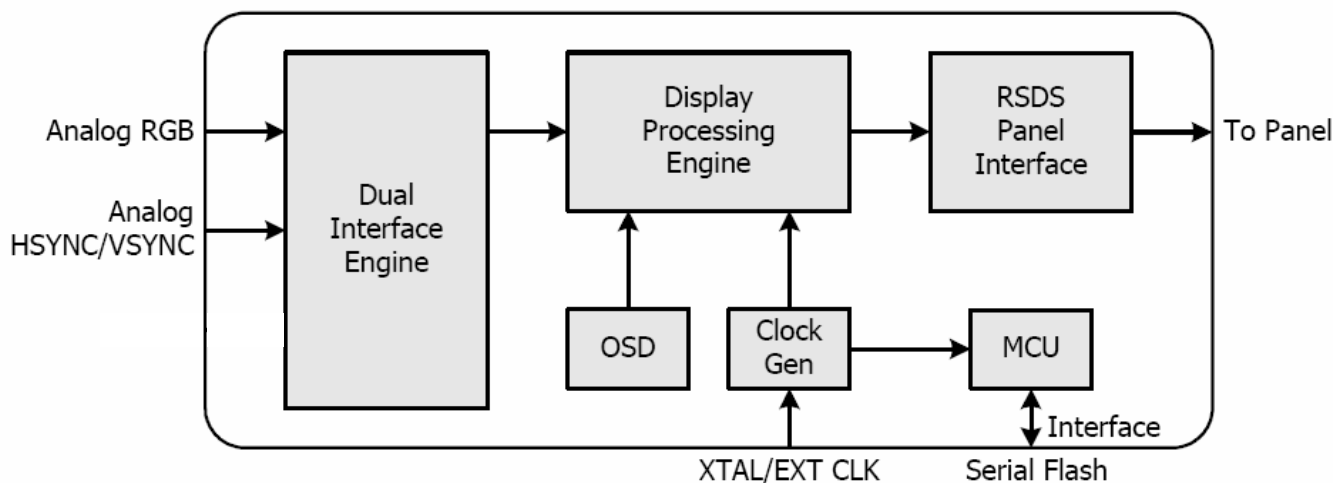 Analog RGB
Analog
HSYNC/VSYNC
Dual
Interface
Engine
Display
Processing
Engine
RSDS
Panel
Interface
To Panel
OSD
Clock
Gen
MCU
Interface
XTAL/EXT CLK
Serial Flash